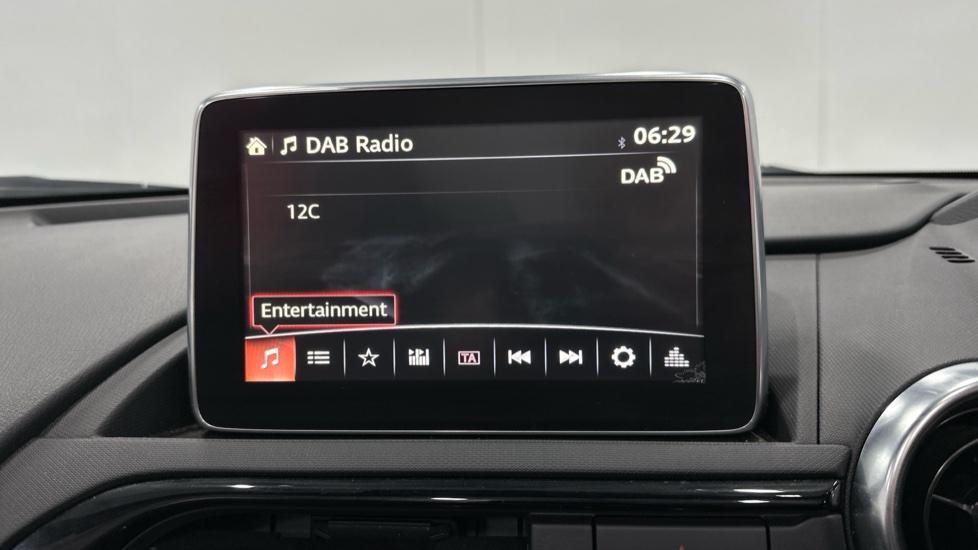 DAB Radio 06:29
DAB
12C
Entertainment
TA